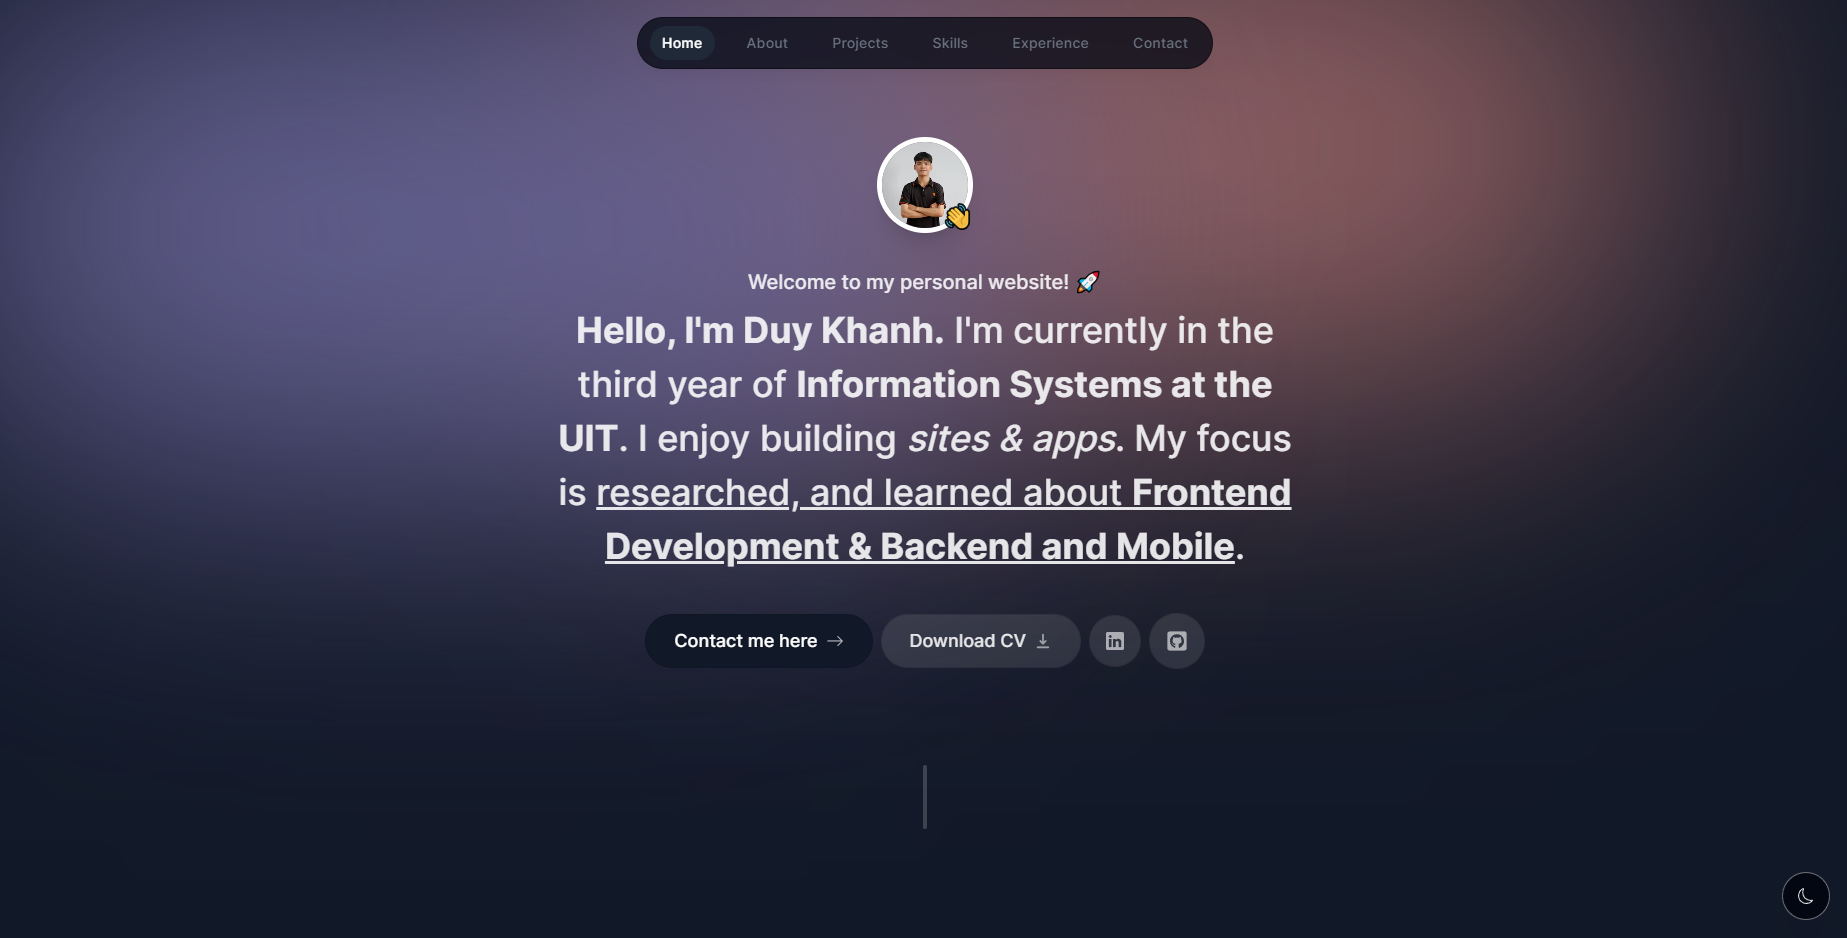 Home About Projects Skills Experience Contact
Welcome to my personal website! 🚀
Hello, I'm Duy Khanh. I'm currently in the
third year of Information Systems at the
UIT. I enjoy building sites & apps. My focus
is researched, and learned about Frontend
Development & Backend and Mobile.
Contact me here → Download CV
in